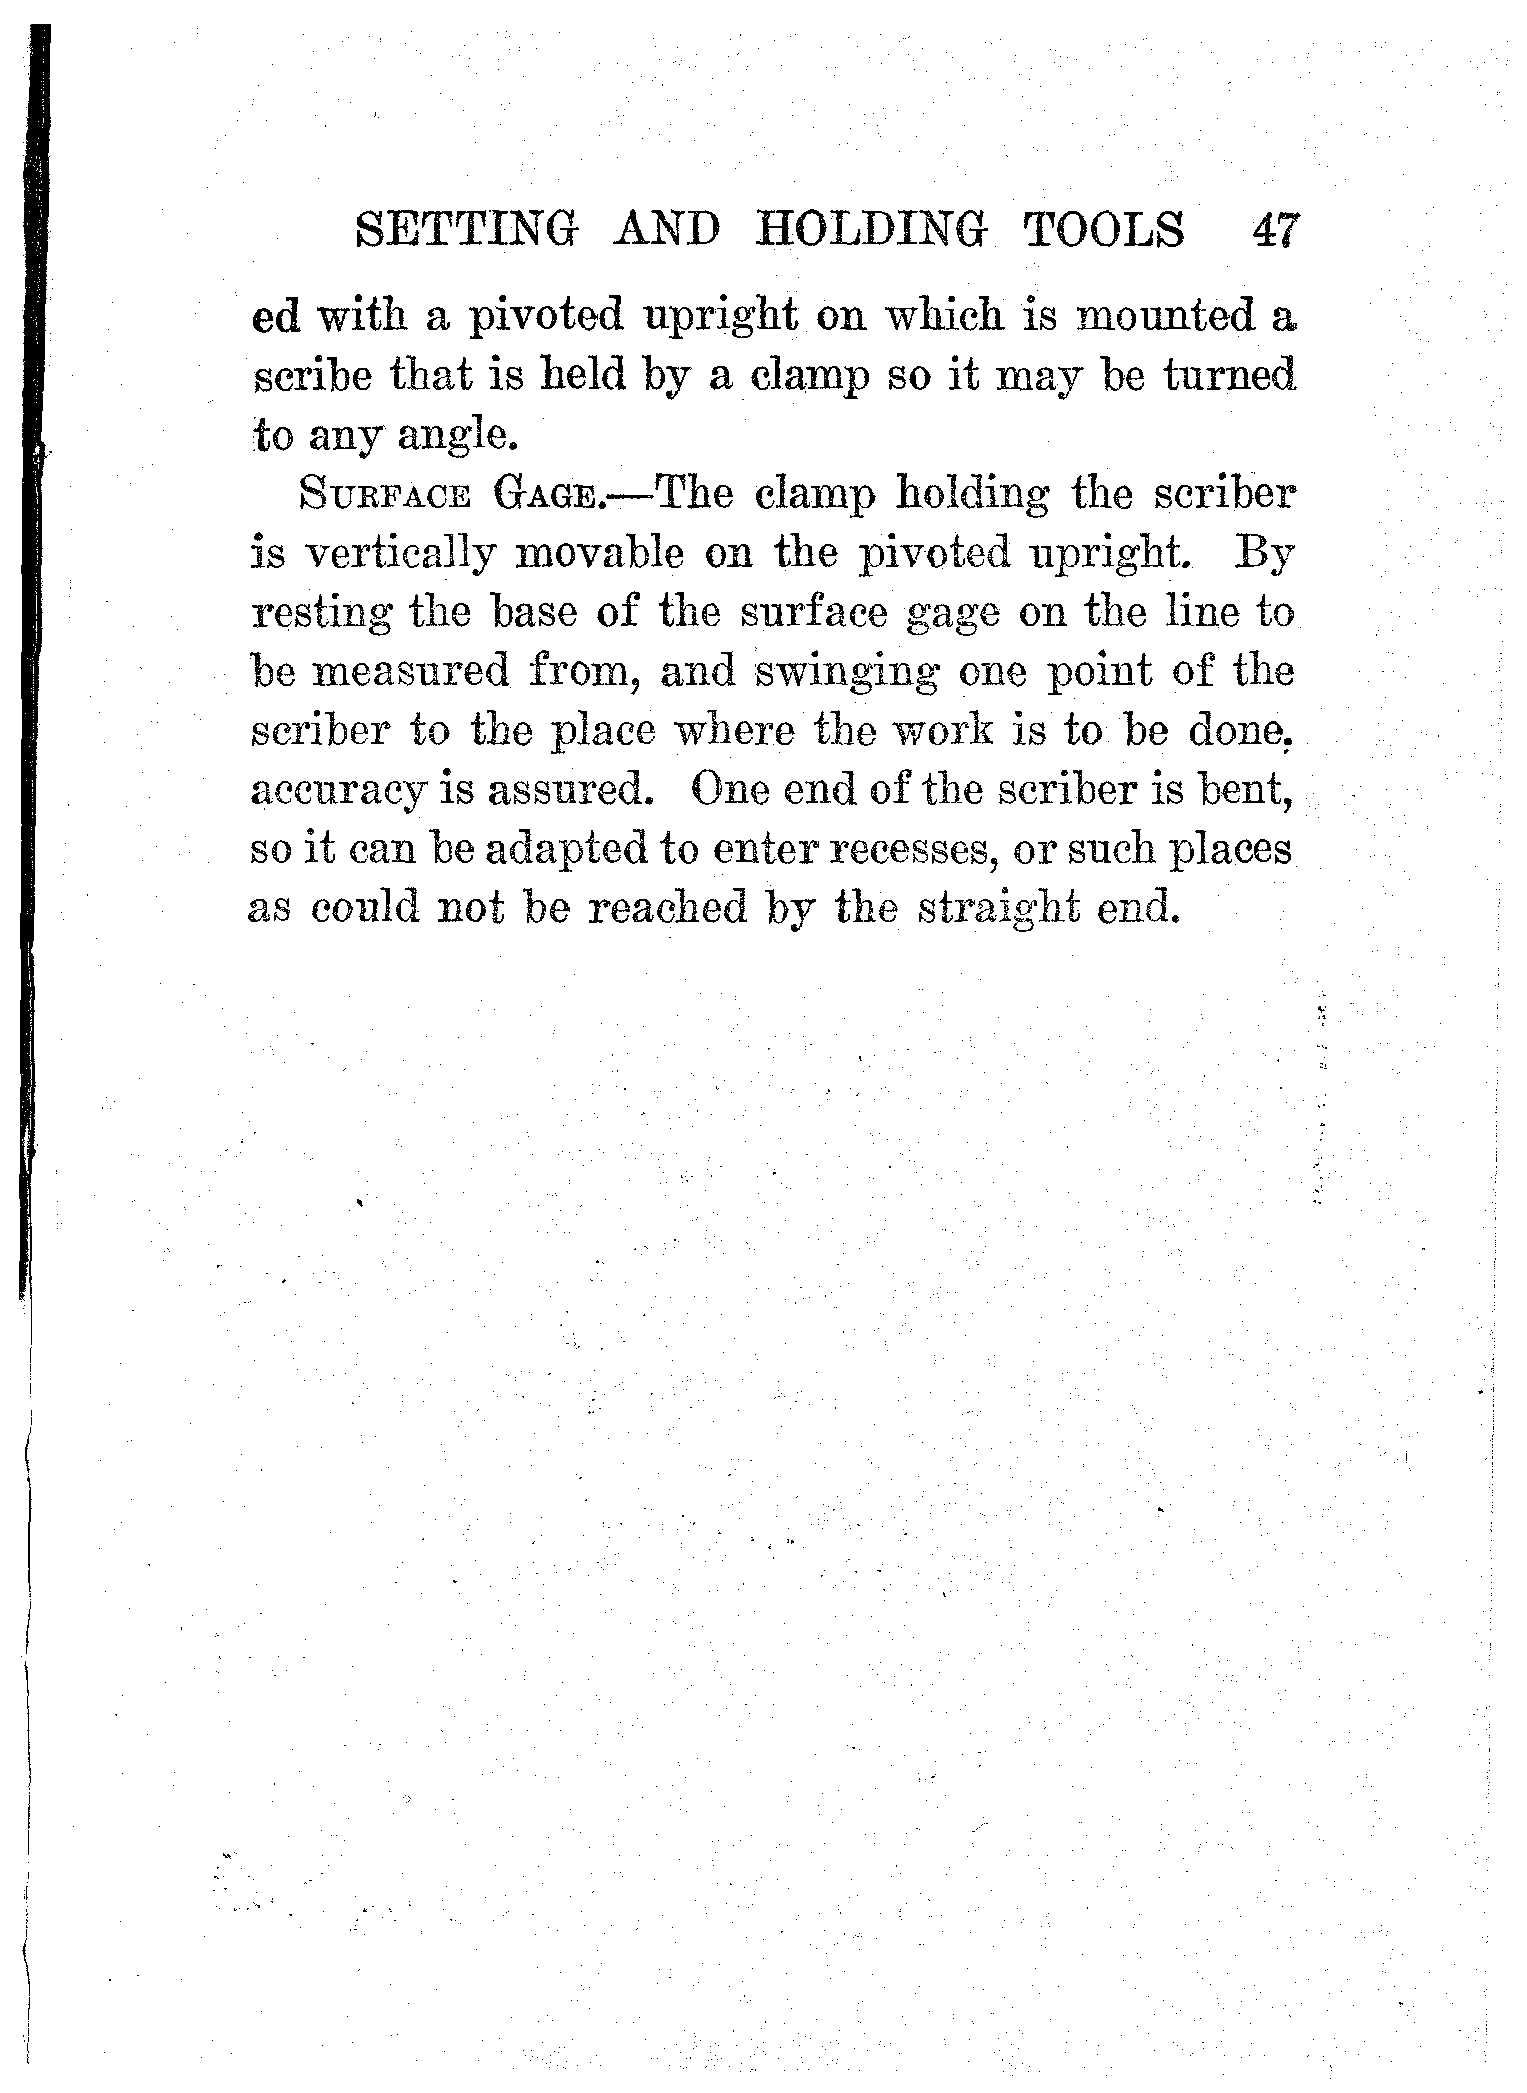 SETTING AND HOLDING TOOLS 47
ed with a pivoted upright on which is mounted a
scribe that is held by a clamp so it may be turned
to any angle.
SURFACE GAGE.—The clamp holding the scriber
is vertically movable on the pivoted upright. By
resting the base of the surface gage on the line to
be measured from, and swinging one point of the
scriber to the place where the work is to be done,
accuracy is assured. One end of the scriber is bent,
so it can be adapted to enter recesses, or such places
as could not be reached by the straight end.